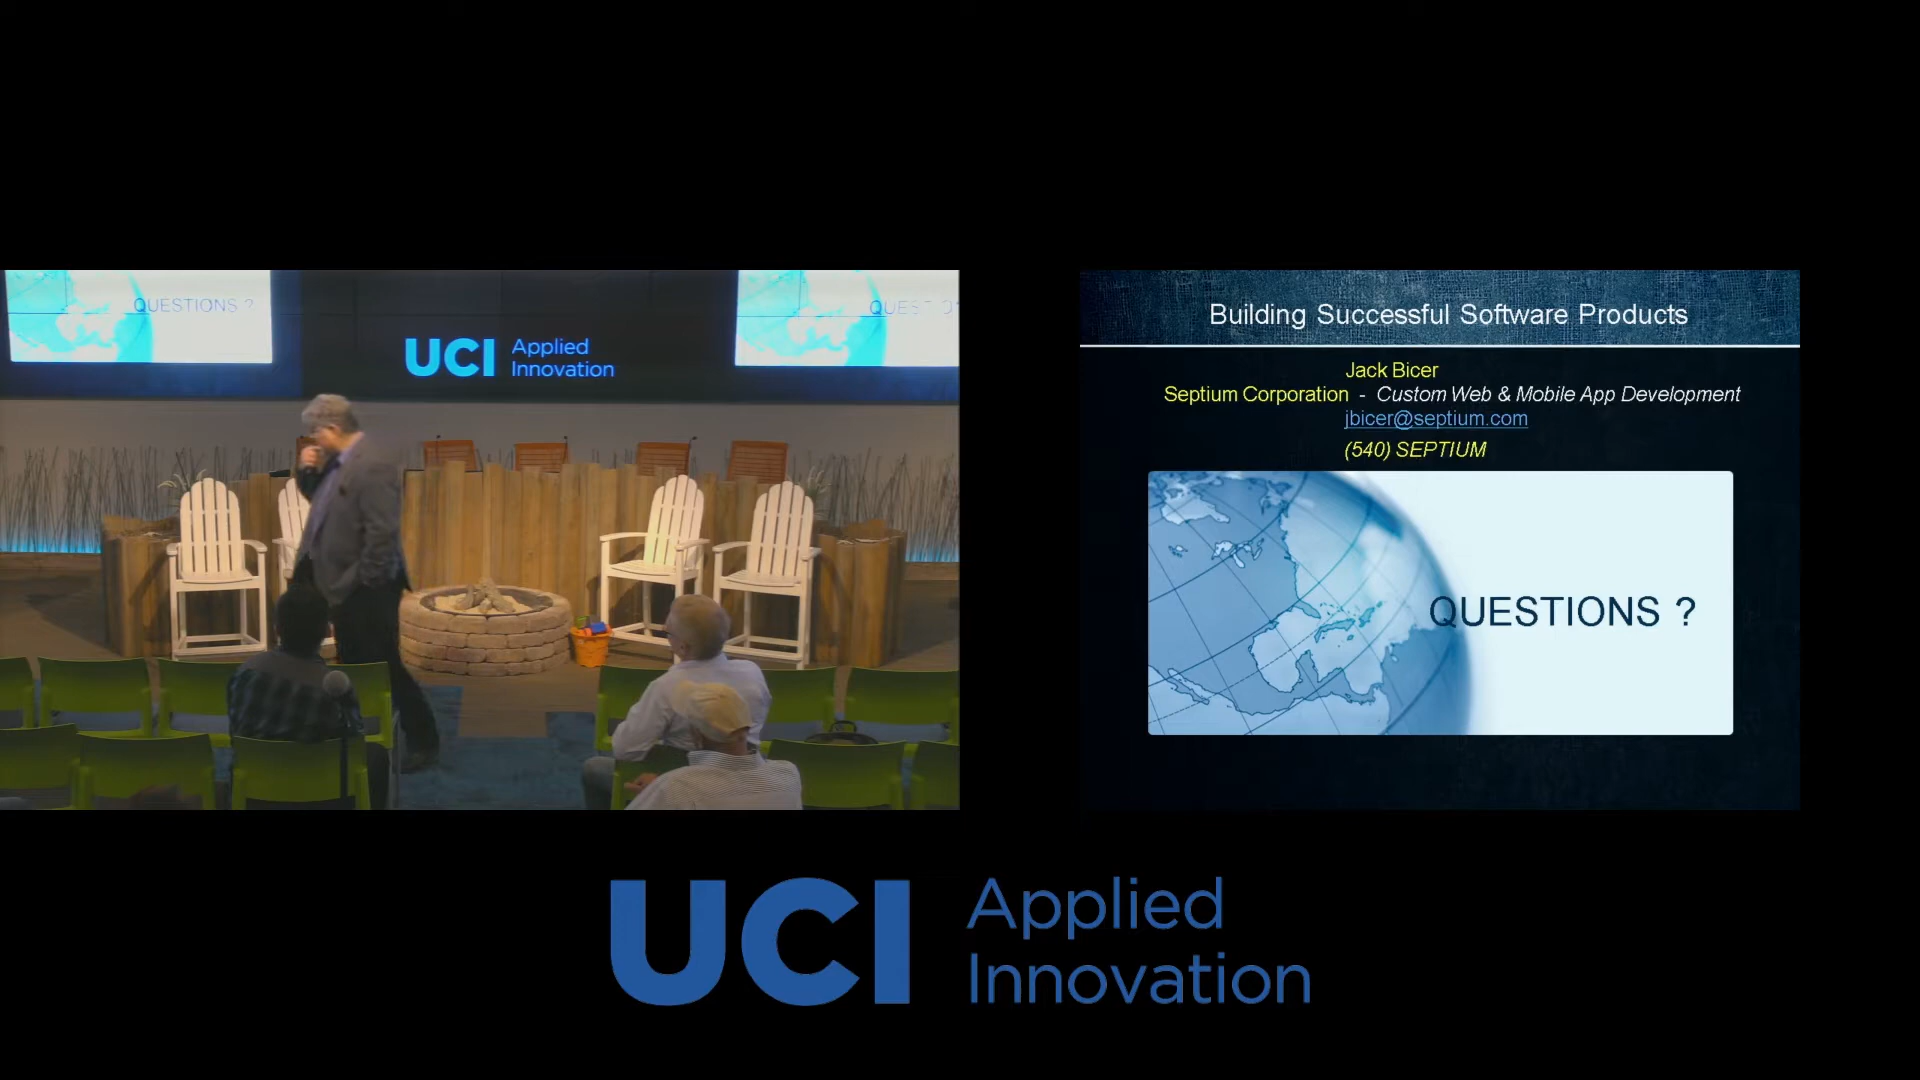 QUESTIONS ?
UCI Applied
Innovation
Building Successful Software Products
Jack Bicer
Septium Corporation - Custom Web & Mobile App Development
jbicer@septium.com
(540) SEPTIUM
QUESTIONS ?
UCI Applied
Innovation